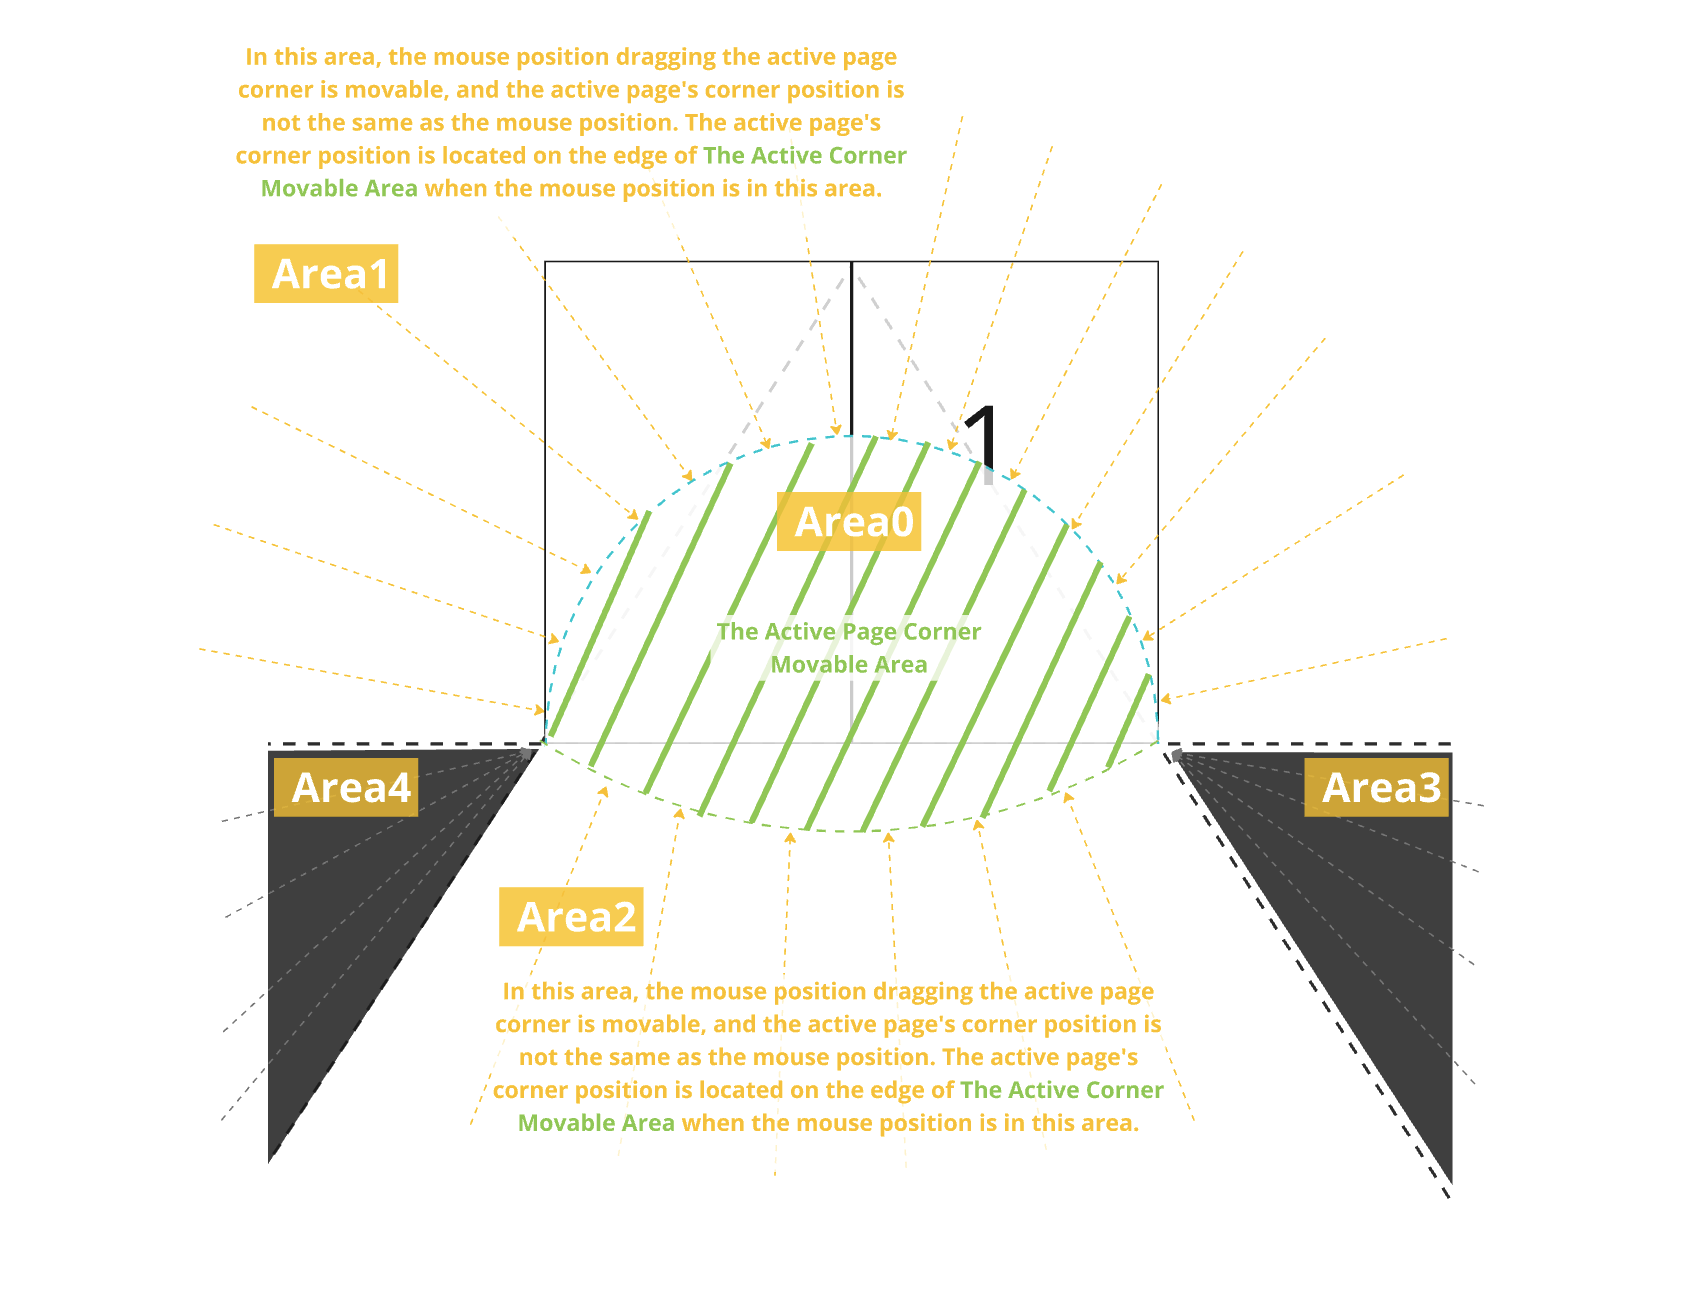 In this area, the mouse position dragging the active page
corner is movable, and the active page's corner position is
not the same as the mouse position. The active page's
corner position is located on the edge of The Active Corner
Movable Area when the mouse position is in this area.
Area1
1
Area0
The Active Page Corner
Movable Area
Area4
Area3
Area2
In this area, the mouse position dragging the active page
corner is movable, and the active page's corner position is
not the same as the mouse position. The active page's
corner position is located on the edge of The Active Corner
Movable Area when the mouse position is in this area.